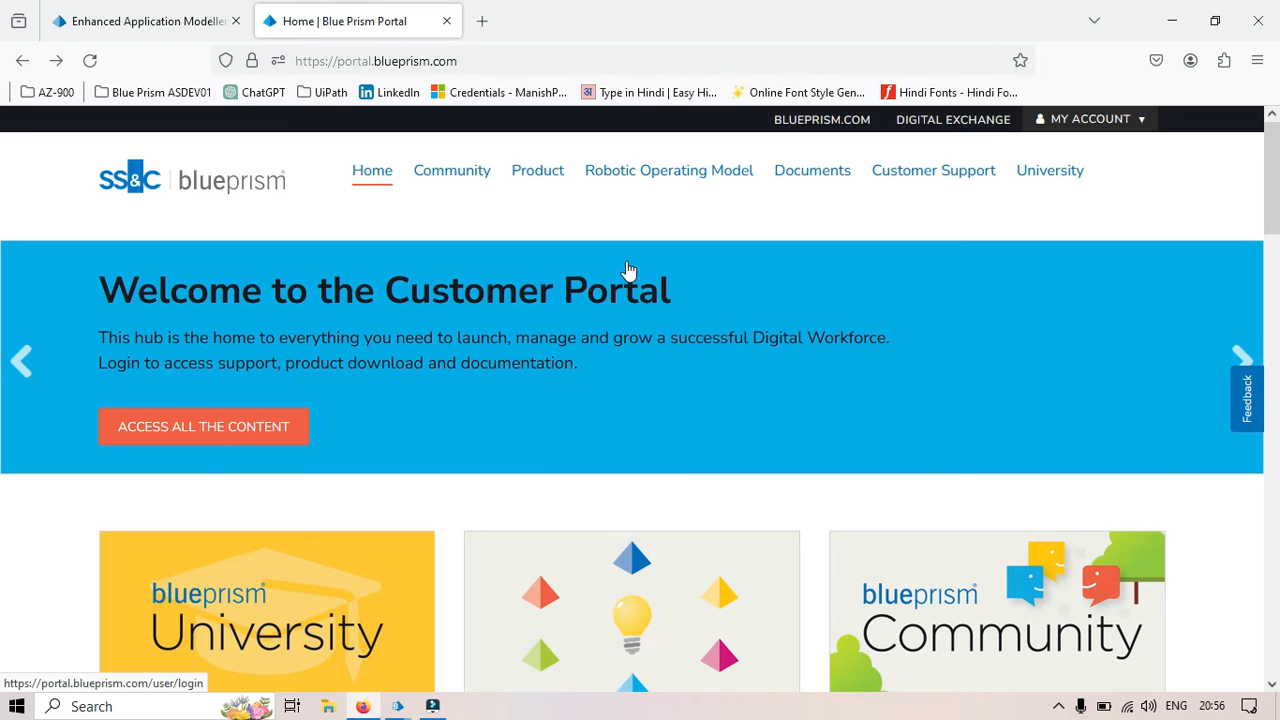 Enhanced Application Modeller
Home | Blue Prism Portal
https://portal.blueprism.com
AZ-900
Blue Prism ASDEV01
ChatGPT
UiPath
LinkedIn
Credentials - ManishP...
Type in Hindi | Easy Hi...
Online Font Style Gen...
Hindi Fonts - Hindi Fo...
BLUEPRISM.COM
DIGITAL EXCHANGE
MY ACCOUNT
SS&C | blueprism
Home
Community
Product
Robotic Operating Model
Documents
Customer Support
University
Welcome to the Customer Portal
This hub is the home to everything you need to launch, manage and grow a successful Digital Workforce.
Login to access support, product download and documentation.
ACCESS ALL THE CONTENT
Feedback
blueprism
University
blueprism
Community
https://portal.blueprism.com/user/login
Search
ENG
20:56